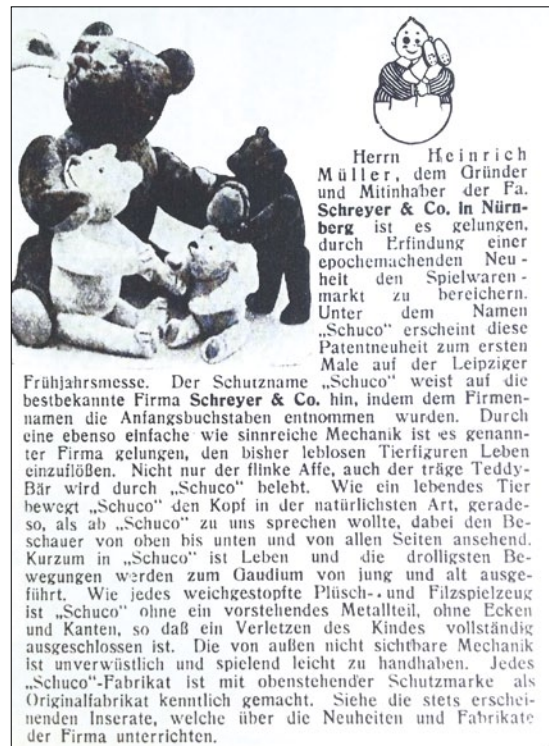 Herrn Heinrich
Müller, dem Gründer
und Mitinhaber der Fa.
Schreyer & Co. in Nürn-
berg ist es gelungen,
durch Erfindung einer
epochemachenden Neu-
heit den Spielwaren-
markt zu bereichern.
Unter dem Namen
„Schuco“ erscheint diese
Patentneuheit zum ersten
Male auf der Leipziger
Frühjahrsmesse. Der Schutzname „Schuco“ weist auf die
bestbekannte Firma Schreyer & Co. hin, indem dem Firmen-
namen die Anfangsbuchstaben entnommen wurden. Durch
eine ebenso einfache wie sinnreiche Mechanik ist es genann-
ter Firma gelungen, den bisher leblosen Tierfiguren Leben
einzuflößen. Nicht nur der flinke Affe, auch der träge Teddy-
Bär wird durch „Schuco“ belebt. Wie ein lebendes Tier
bewegt „Schuco“ den Kopf in der natürlichsten Art, gerade-
so, als ab „Schuco“ zu uns sprechen wollte, dabei den Be-
schauer von oben bis unten und von allen Seiten ansehend.
Kurzum in „Schuco“ ist Leben und die drolligsten Be-
wegungen werden zum Gaudium von jung und alt ausge-
führt. Wie jedes weichgestopfte Plüsch- und Filzspielzeug
ist „Schuco“ ohne ein vorstehendes Metallteil, ohne Ecken
und Kanten, so daß ein Verletzen des Kindes vollständig
ausgeschlossen ist. Die von außen nicht sichtbare Mechanik
ist unverwüstlich und spielend leicht zu handhaben. Jedes
„Schuco“-Fabrikat ist mit obenstehender Schutzmarke als
Originalfabrikat kenntlich gemacht. Siehe die stets erschei-
nenden Inserate, welche über die Neuheiten und Fabrikate
der Firma unterrichten.